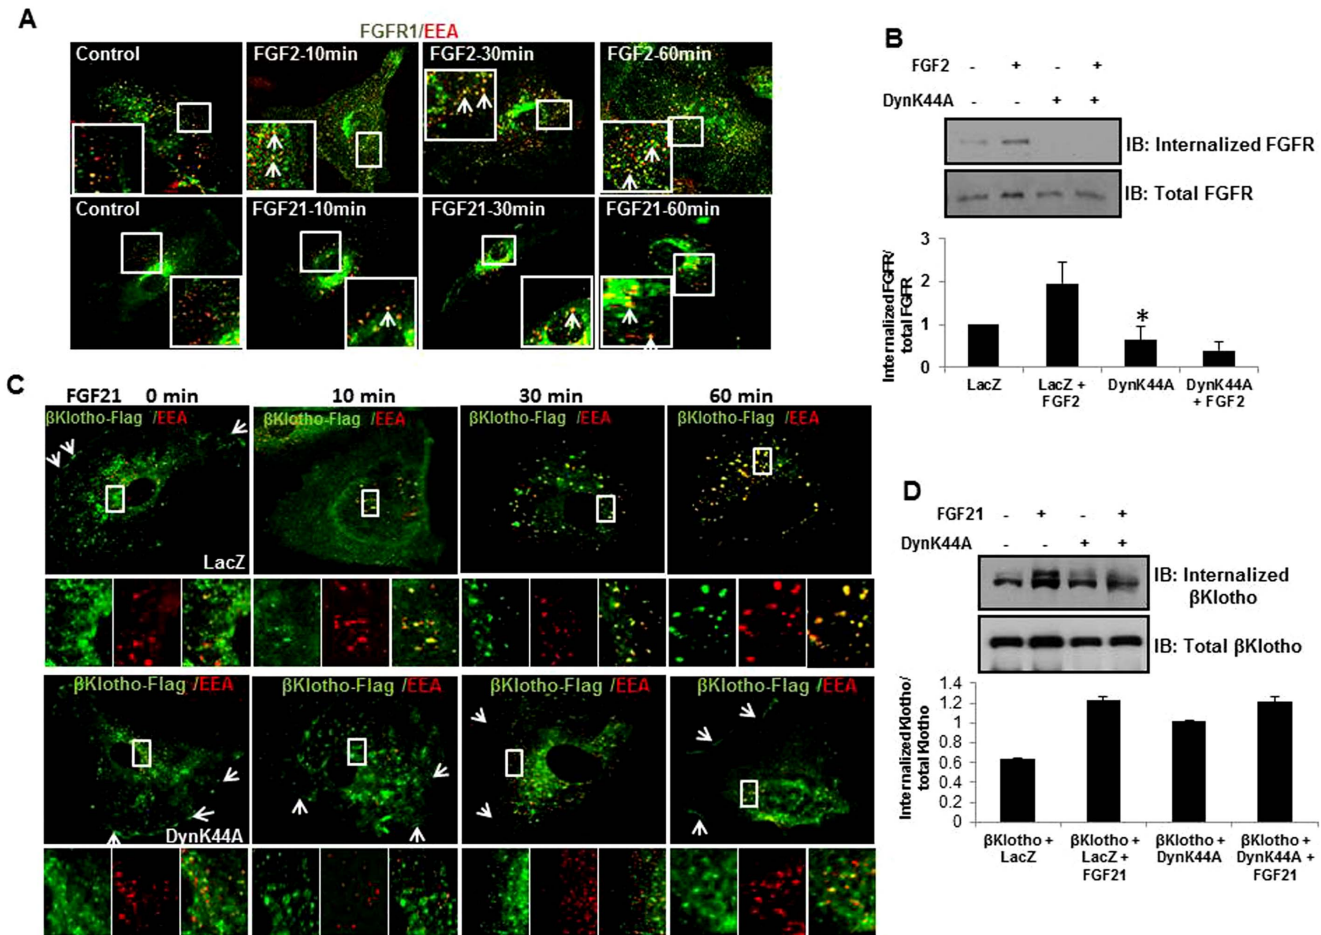 A
FGFR1/EEA
Control
FGF2-10min
FGF2-30min
FGF2-60min
Control
FGF21-10min
FGF21-30min
FGF21-60min
B
FGF2 - + - +
DynK44A - - + +
IB: Internalized FGFR
IB: Total FGFR
Internalized FGFR/
total FGFR
3
2
1
0
*
LacZ
LacZ +
FGF2
DynK44A
DynK44A
+ FGF2
C
FGF21 0 min 10 min 30 min 60 min
βKlotho-Flag /EEA
βKlotho-Flag /EEA
βKlotho-Flag /EEA
βKlotho-Flag /EEA
LacZ
βKlotho-Flag /EEA
βKlotho-Flag /EEA
βKlotho-Flag /EEA
βKlotho-Flag /EEA
DynK44A
D
FGF21 - + - +
DynK44A - - + +
IB: Internalized
βKlotho
IB: Total βKlotho
Internalized Klotho/
total Klotho
1.4
1.2
1
0.8
0.6
0.4
0.2
0
βKlotho +
LacZ
βKlotho +
LacZ +
FGF21
βKlotho +
DynK44A
βKlotho +
DynK44A +
FGF21